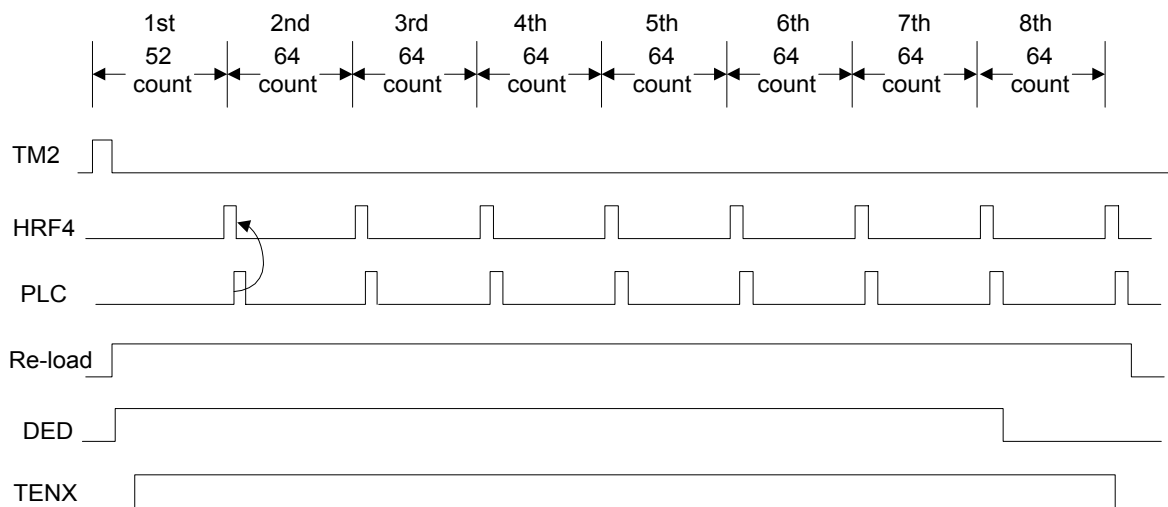 1st 2nd 3rd 4th 5th 6th 7th 8th
52 64 64 64 64 64 64 64
count count count count count count count count
TM2
HRF4
PLC
Re-load
DED
TENX